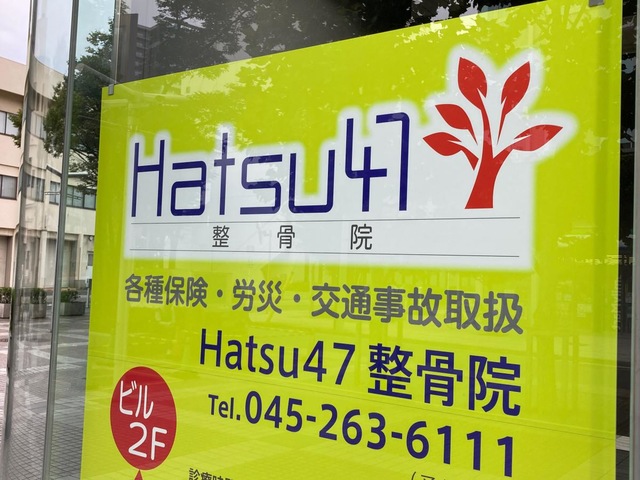 Hatsu47
整骨院
各種保険・労災・交通事故取扱
Hatsu47 整骨院
Tel.045-263-6111
ビル
2F